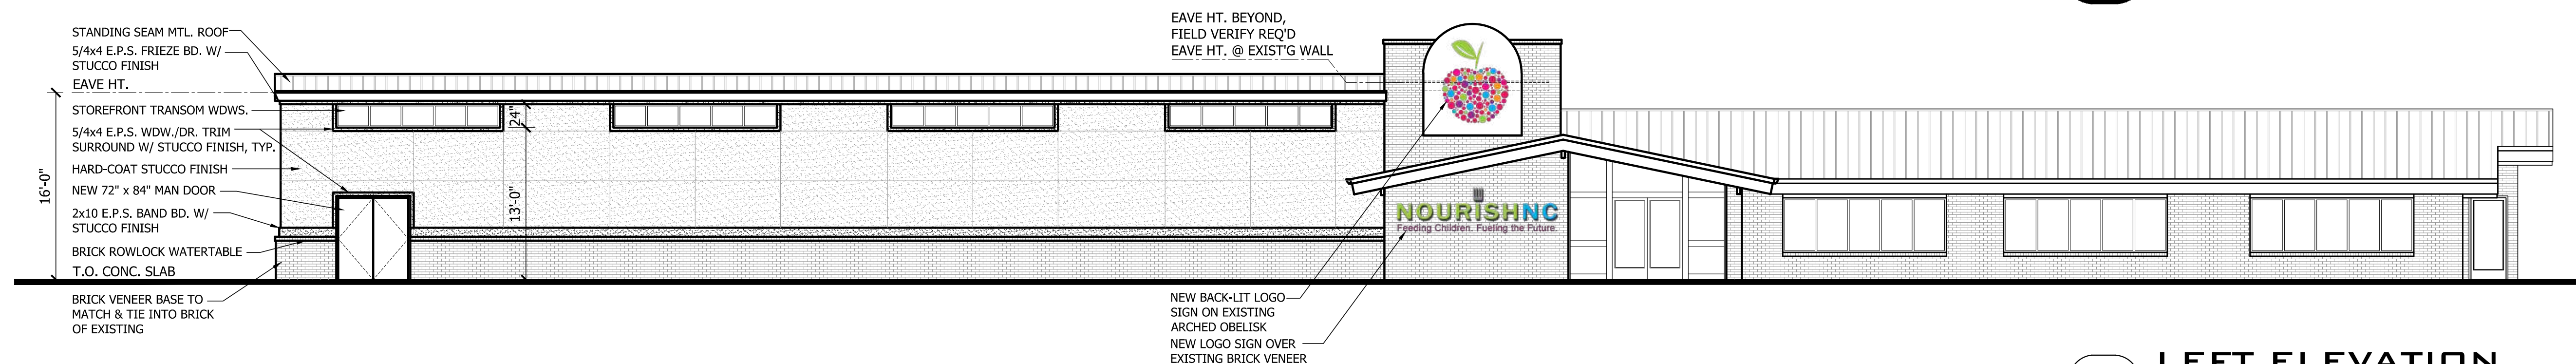 STANDING SEAM MTL. ROOF
5/4x4 E.P.S. FRIEZE BD. W/
STUCCO FINISH
EAVE HT.
STOREFRONT TRANSOM WDWS.
5/4x4 E.P.S. WDW./DR. TRIM
SURROUND W/ STUCCO FINISH, TYP.
HARD-COAT STUCCO FINISH
NEW 72" x 84" MAN DOOR
2x10 E.P.S. BAND BD. W/
STUCCO FINISH
BRICK ROWLOCK WATERTABLE
T.O. CONC. SLAB
BRICK VENEER BASE TO
MATCH & TIE INTO BRICK
OF EXISTING
16'-0"
24"
13'-0"
EAVE HT. BEYOND,
FIELD VERIFY REQ'D
EAVE HT. @ EXIST'G WALL
NOURISHNC
Feeding Children. Fueling the Future.
NEW BACK-LIT LOGO
SIGN ON EXISTING
ARCHED OBELISK
NEW LOGO SIGN OVER
EXISTING BRICK VENEER
LEFT ELEVATION